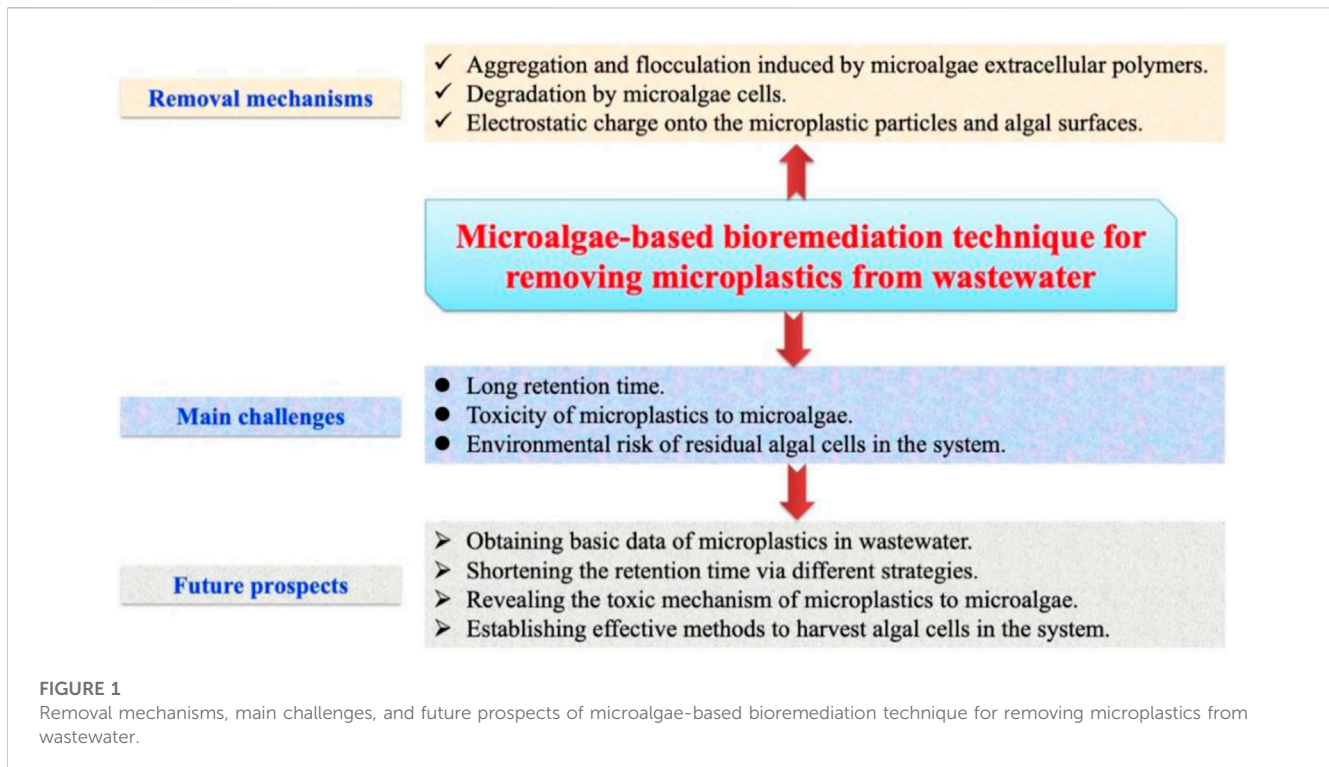 Removal mechanisms
✓ Aggregation and flocculation induced by microalgae extracellular polymers.
✓ Degradation by microalgae cells.
✓ Electrostatic charge onto the microplastic particles and algal surfaces.
Microalgae-based bioremediation technique for
removing microplastics from wastewater
Main challenges
● Long retention time.
● Toxicity of microplastics to microalgae.
● Environmental risk of residual algal cells in the system.
Future prospects
➢ Obtaining basic data of microplastics in wastewater.
➢ Shortening the retention time via different strategies.
➢ Revealing the toxic mechanism of microplastics to microalgae.
➢ Establishing effective methods to harvest algal cells in the system.
FIGURE 1
Removal mechanisms, main challenges, and future prospects of microalgae-based bioremediation technique for removing microplastics from
wastewater.